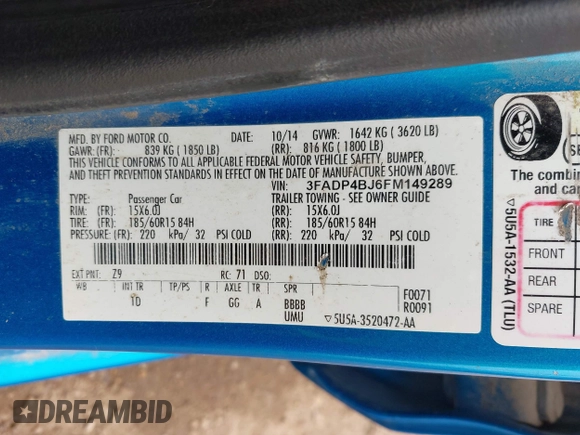 MFD. BY FORD MOTOR CO. DATE: 10/14 GVWR: 1642 KG ( 3620 LB)
GAWR: (FR): 839 KG ( 1850 LB) (RR): 816 KG ( 1800 LB)
THIS VEHICLE CONFORMS TO ALL APPLICABLE FEDERAL MOTOR VEHICLE SAFETY, BUMPER,
AND THEFT PREVENTION STANDARDS IN EFFECT ON THE DATE OF MANUFACTURE SHOWN ABOVE.
VIN: 3FADP4BJ6FM149289
TYPE: Passenger Car TRAILER TOWING - SEE OWNER GUIDE
RIM: (FR): 15X6.0J (RR): 15X6.0J
TIRE: (FR): 185/60R15 84H (RR): 185/60R15 84H
PRESSURE: (FR): 220 kPa/ 32 PSI COLD (RR): 220 kPa/ 32 PSI COLD
EXT PNT: Z9 RC: 71 DSO:
WB INT TR TP/PS R AXLE TR SPR
1D F GG A BBBB F0071
UMU R0091
▽5U5A-3520472-AA
The combin
and car
TIRE
FRONT
REAR
SPARE
▽5U5A-1532-AA (TLU)
DREAMBID